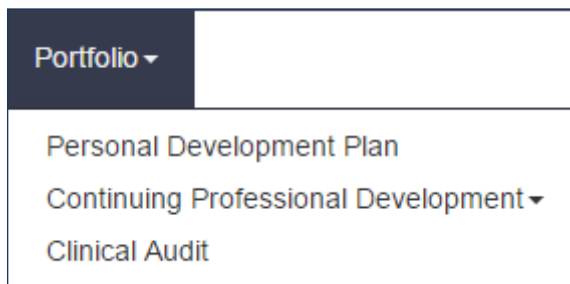 Portfolio
Personal Development Plan
Continuing Professional Development
Clinical Audit